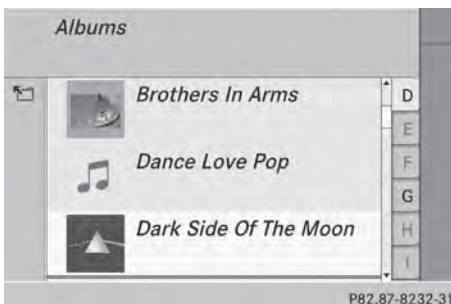 Albums
Brothers In Arms
Dance Love Pop
Dark Side Of The Moon
D
E
F
G
H
I
P82.87-8232-31